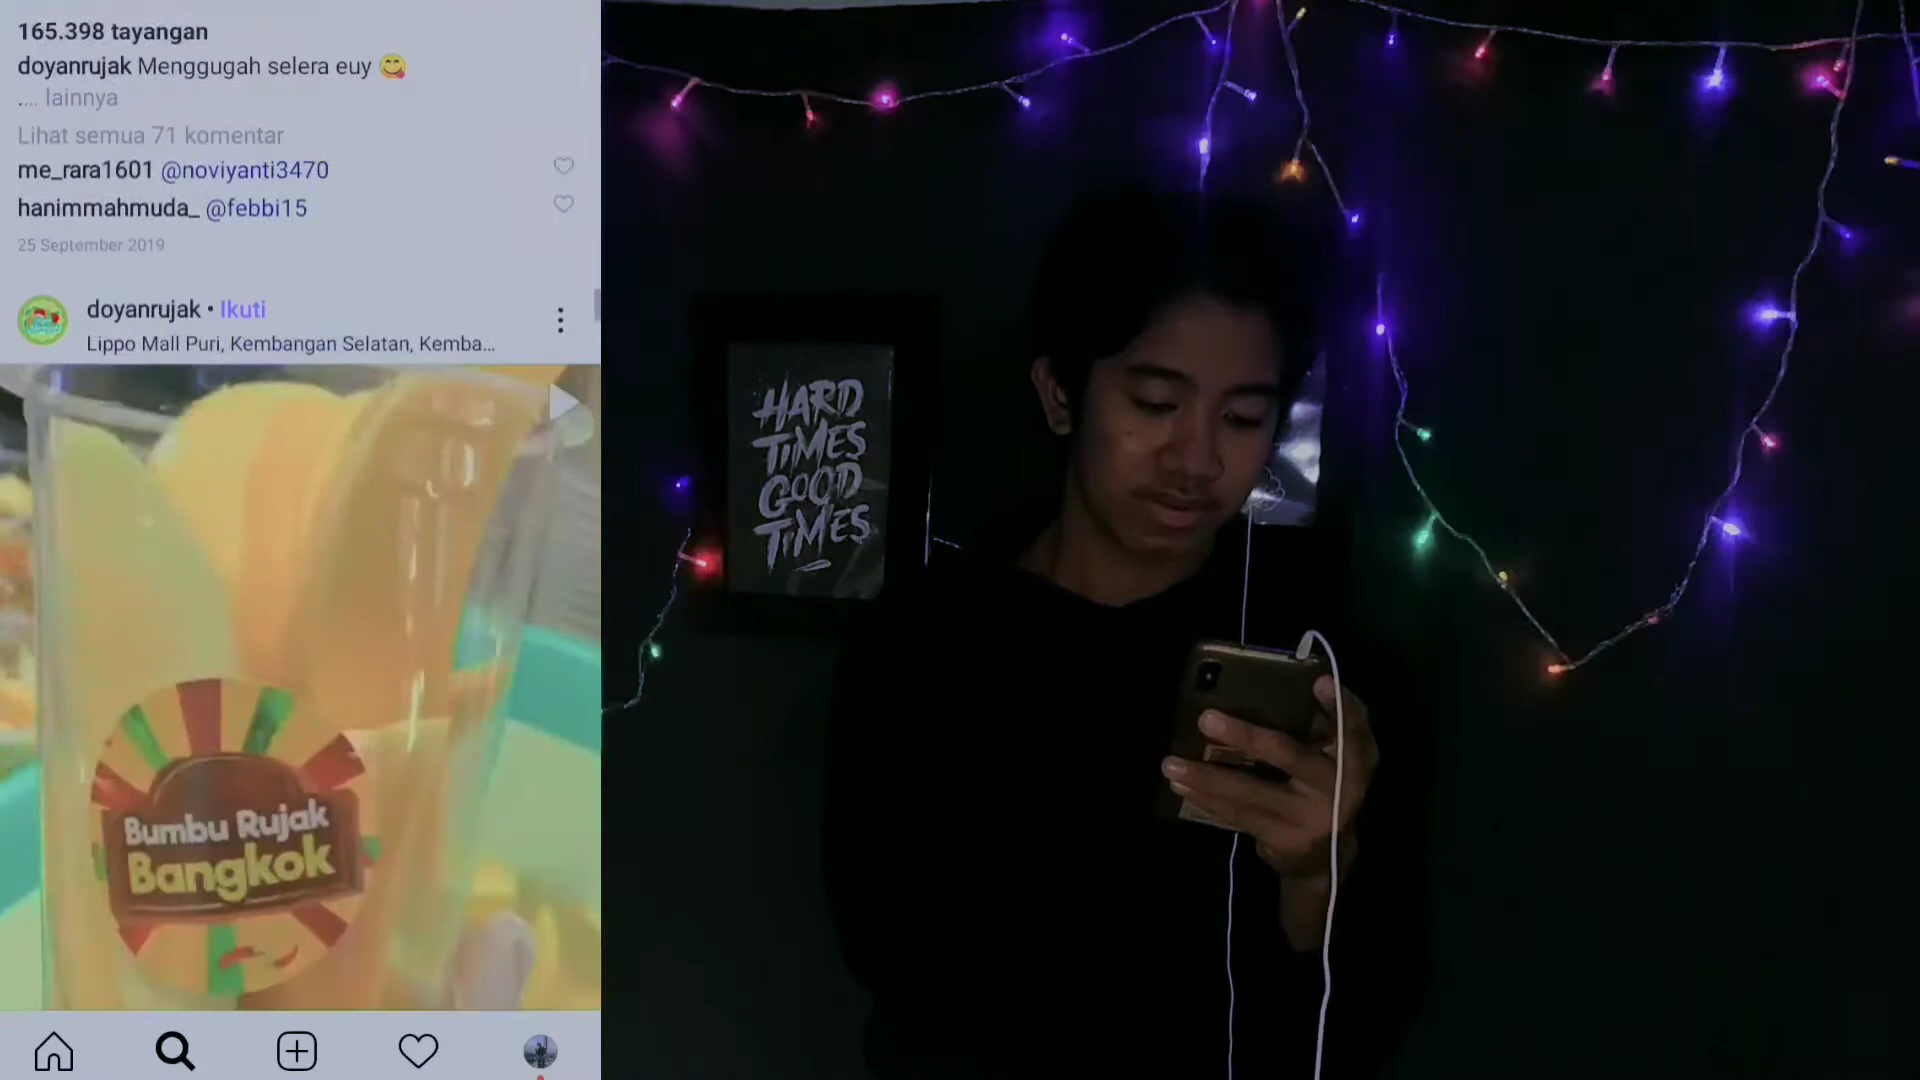 165.398 tayangan
doyanrujak Menggugah selera euy 😋
.... lainnya
Lihat semua 71 komentar
me_rara1601 @noviyanti3470
hanimmahmuda_ @febbi15
25 September 2019
doyanrujak • Ikuti
Lippo Mall Puri, Kembangan Selatan, Kemba...
Bumbu Rujak
Bangkok
HARD
TIMES
GOOD
TIMES